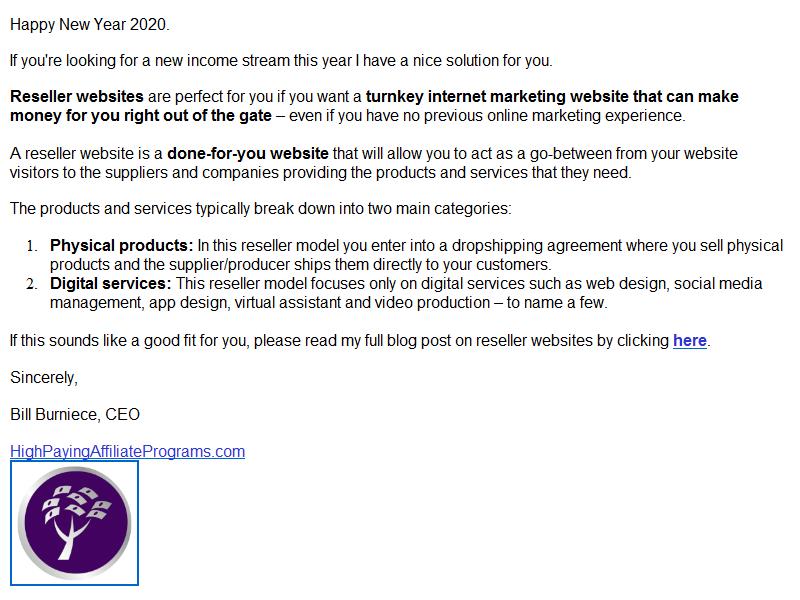 Happy New Year 2020.
If you're looking for a new income stream this year I have a nice solution for you.
Reseller websites are perfect for you if you want a turnkey internet marketing website that can make
money for you right out of the gate – even if you have no previous online marketing experience.
A reseller website is a done-for-you website that will allow you to act as a go-between from your website
visitors to the suppliers and companies providing the products and services that they need.
The products and services typically break down into two main categories:
1. Physical products: In this reseller model you enter into a dropshipping agreement where you sell physical
products and the supplier/producer ships them directly to your customers.
2. Digital services: This reseller model focuses only on digital services such as web design, social media
management, app design, virtual assistant and video production – to name a few.
If this sounds like a good fit for you, please read my full blog post on reseller websites by clicking here.
Sincerely,
Bill Burniece, CEO
HighPayingAffiliatePrograms.com